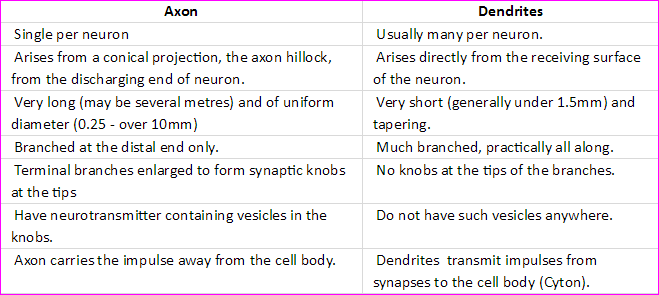 Axon
Dendrites
Single per neuron
Usually many per neuron.
Arises from a conical projection, the axon hillock,
from the discharging end of neuron.
Arises directly from the receiving surface
of the neuron.
Very long (may be several metres) and of uniform
diameter (0.25 - over 10mm)
Very short (generally under 1.5mm) and
tapering.
Branched at the distal end only.
Much branched, practically all along.
Terminal branches enlarged to form synaptic knobs
at the tips
No knobs at the tips of the branches.
Have neurotransmitter containing vesicles in the
knobs.
Do not have such vesicles anywhere.
Axon carries the impulse away from the cell body.
Dendrites transmit impulses from
synapses to the cell body (Cyton).